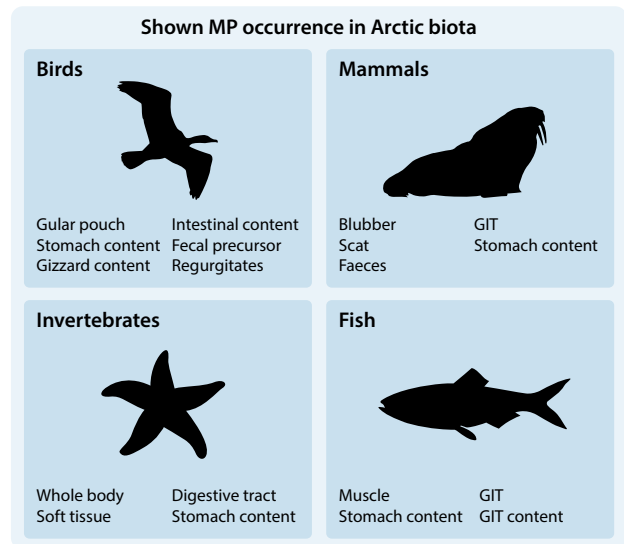 Shown MP occurrence in Arctic biota
Birds
Gular pouch
Stomach content
Gizzard content
Intestinal content
Fecal precursor
Regurgitates
Mammals
Blubber
Scat
Faeces
GIT
Stomach content
Invertebrates
Whole body
Soft tissue
Digestive tract
Stomach content
Fish
Muscle
Stomach content
GIT
GIT content